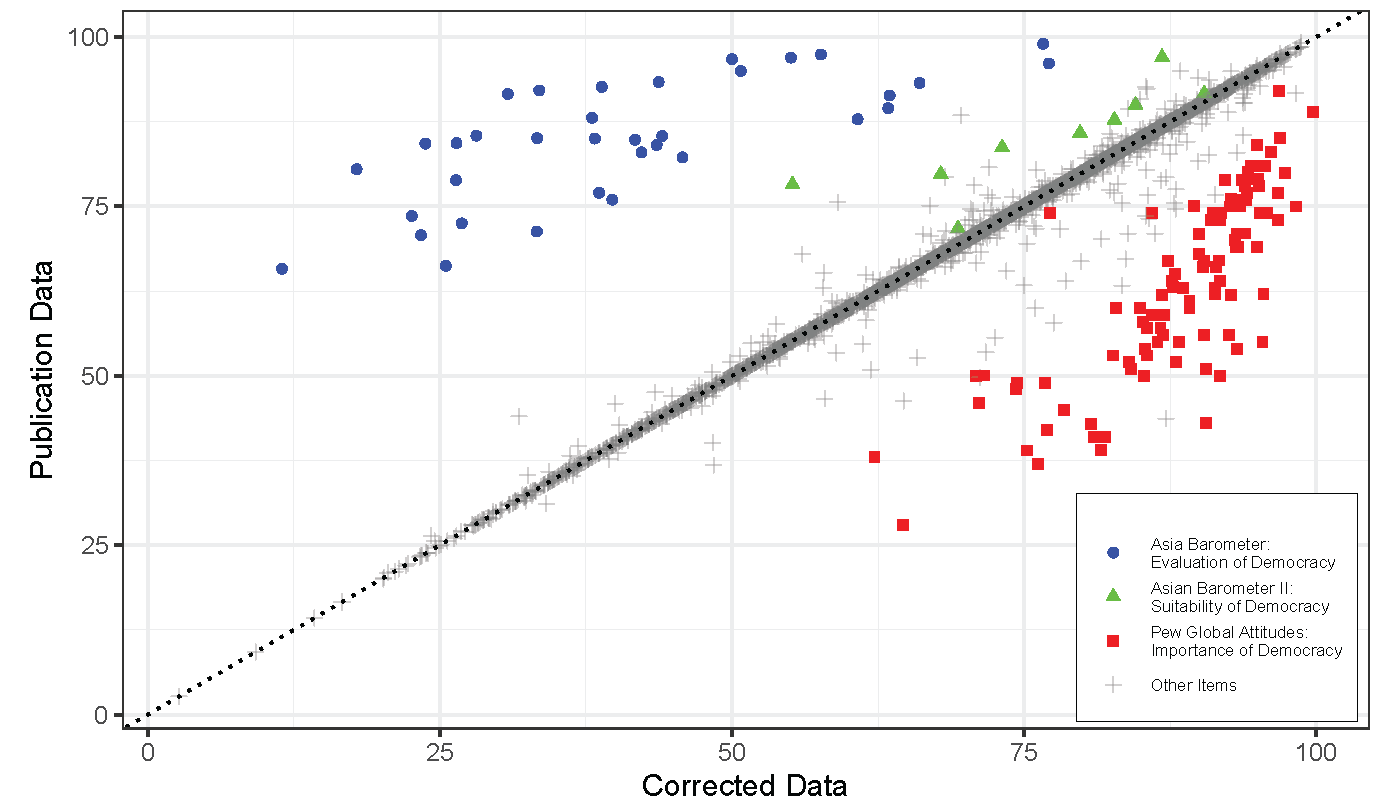 100
75
50
25
0
Publication Data
0
25
50
75
100
Corrected Data
Asia Barometer:
Evaluation of Democracy
Asian Barometer II:
Suitability of Democracy
Pew Global Attitudes:
Importance of Democracy
Other Items